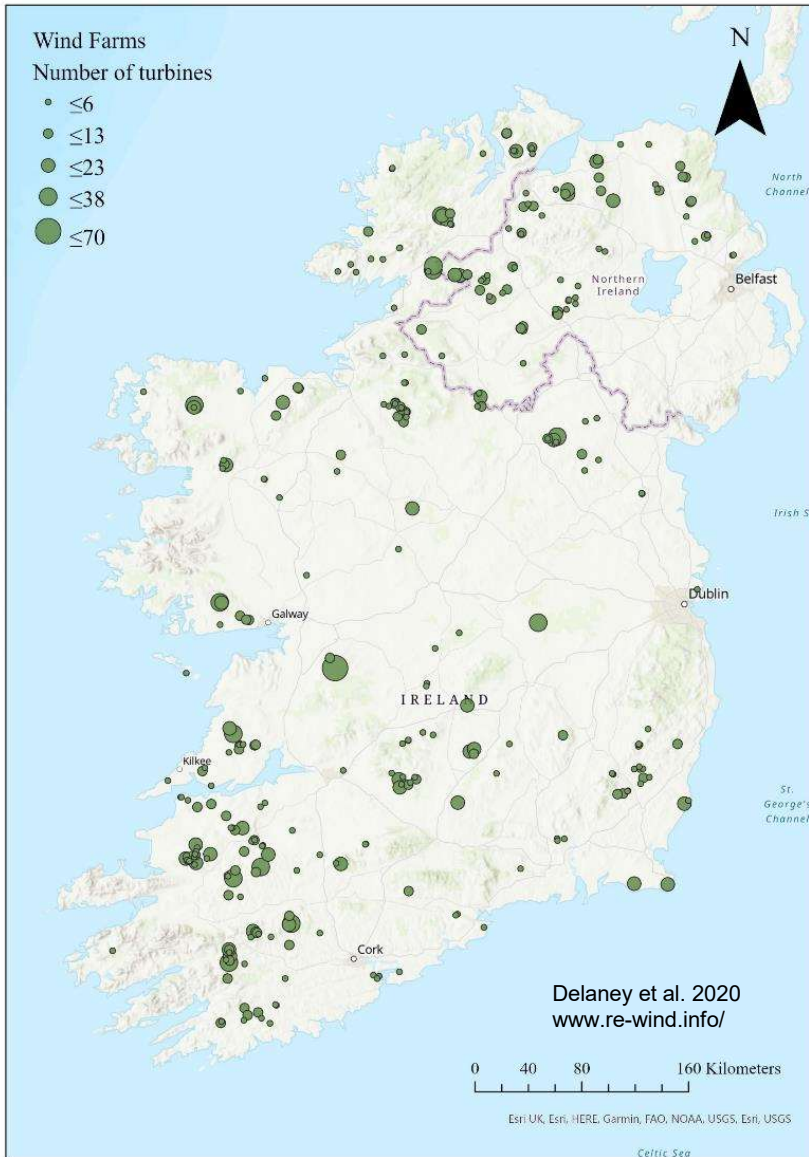 Wind Farms
Number of turbines
≤6
≤13
≤23
≤38
≤70
N
North
Channel
Northern
Ireland
Belfast
Irish S
Dublin
Galway
IRELAND
Kilkee
St.
George's
Channel
Cork
Delaney et al. 2020
www.re-wind.info/
0 40 80 160 Kilometers
Esri UK, Esri, HERE, Garmin, FAO, NOAA, USGS, Esri, USGS
Celtic Sea